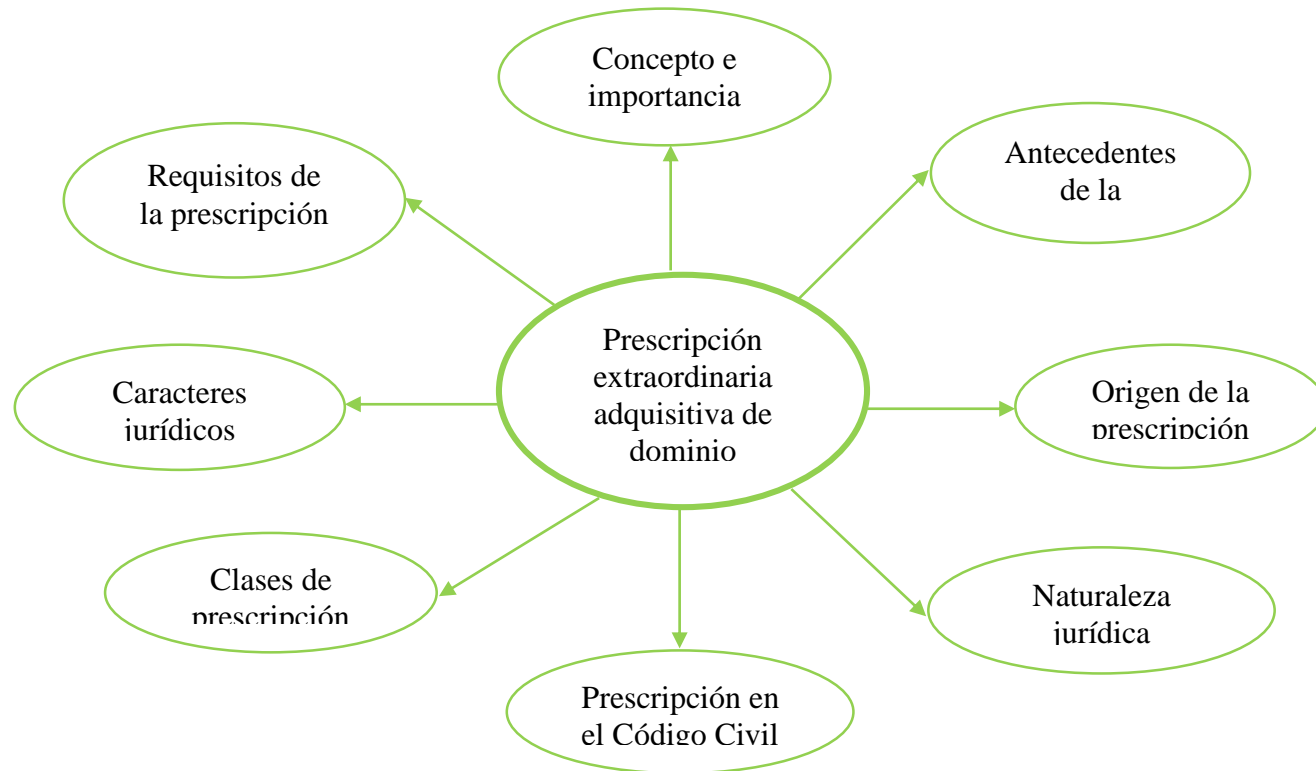 Concepto e
importancia
Antecedentes
de la
Requisitos de
la prescripción
Prescripción
extraordinaria
adquisitiva de
dominio
Origen de la
prescripción
Caracteres
jurídicos
Clases de
prescripción
Naturaleza
jurídica
Prescripción en
el Código Civil